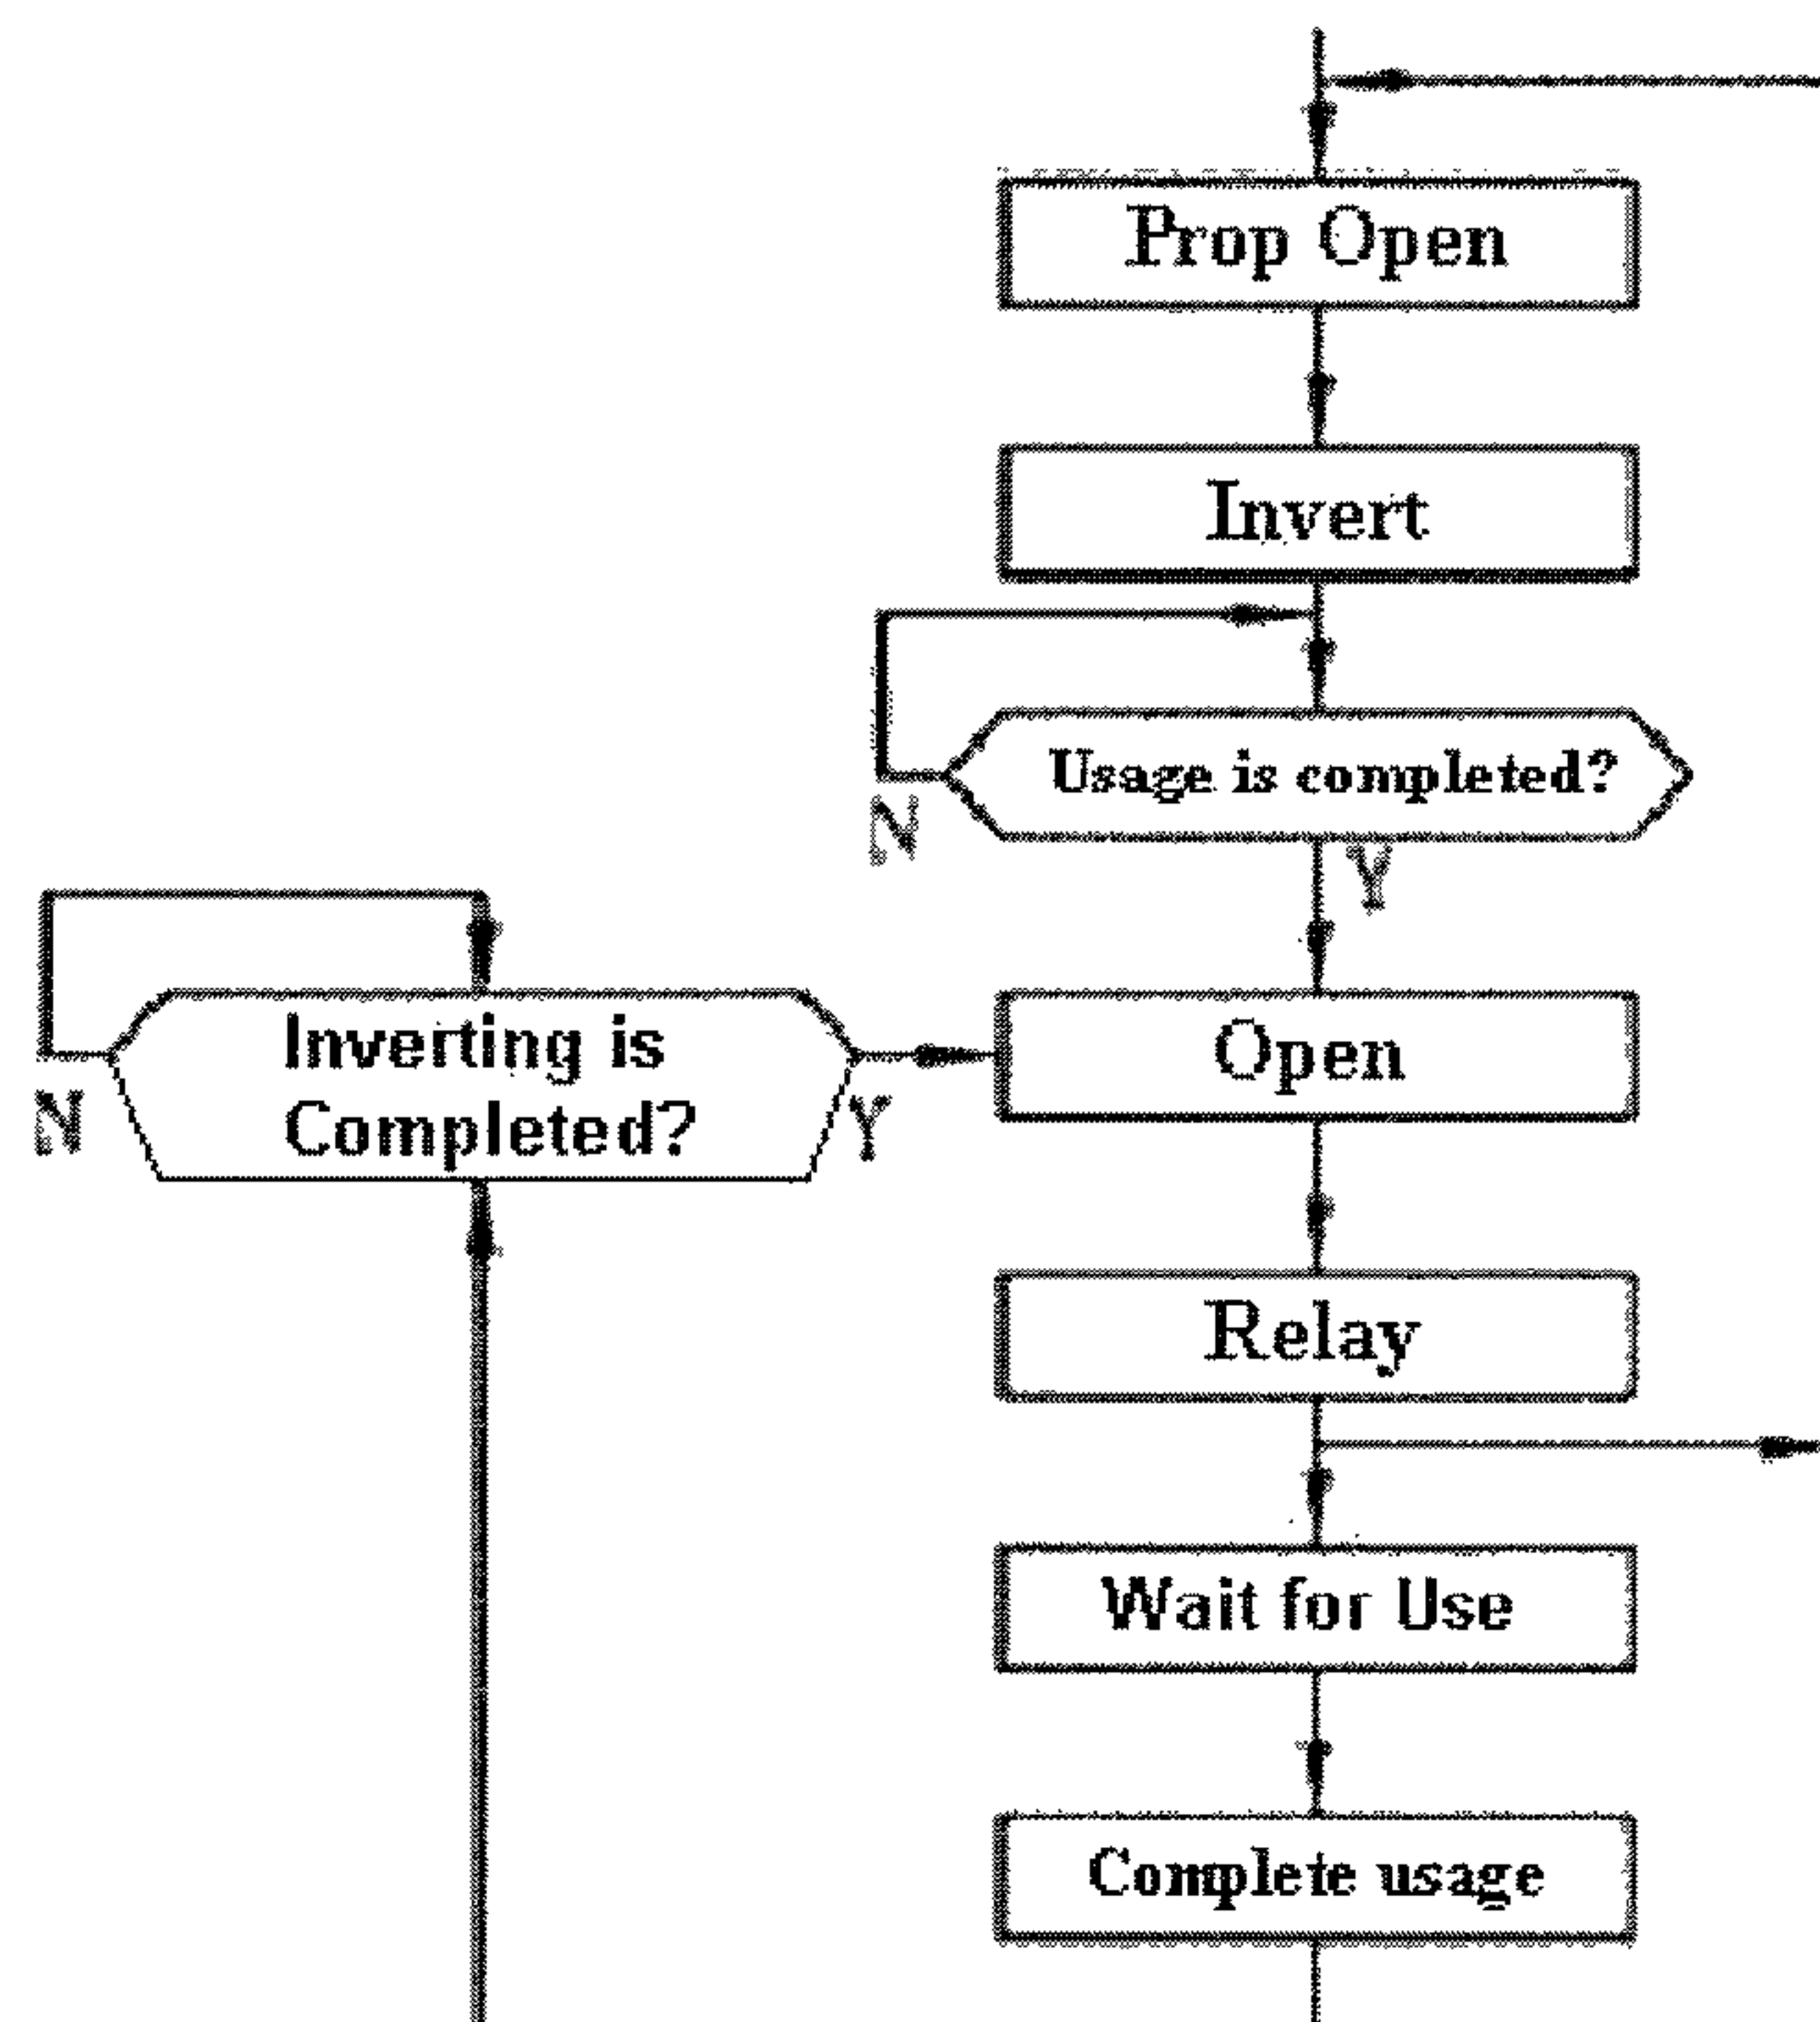 Prop Open
Invert
Usage is completed?
N
Y
Inverting is
Completed?
N
Y
Open
Relay
Wait for Use
Complete usage